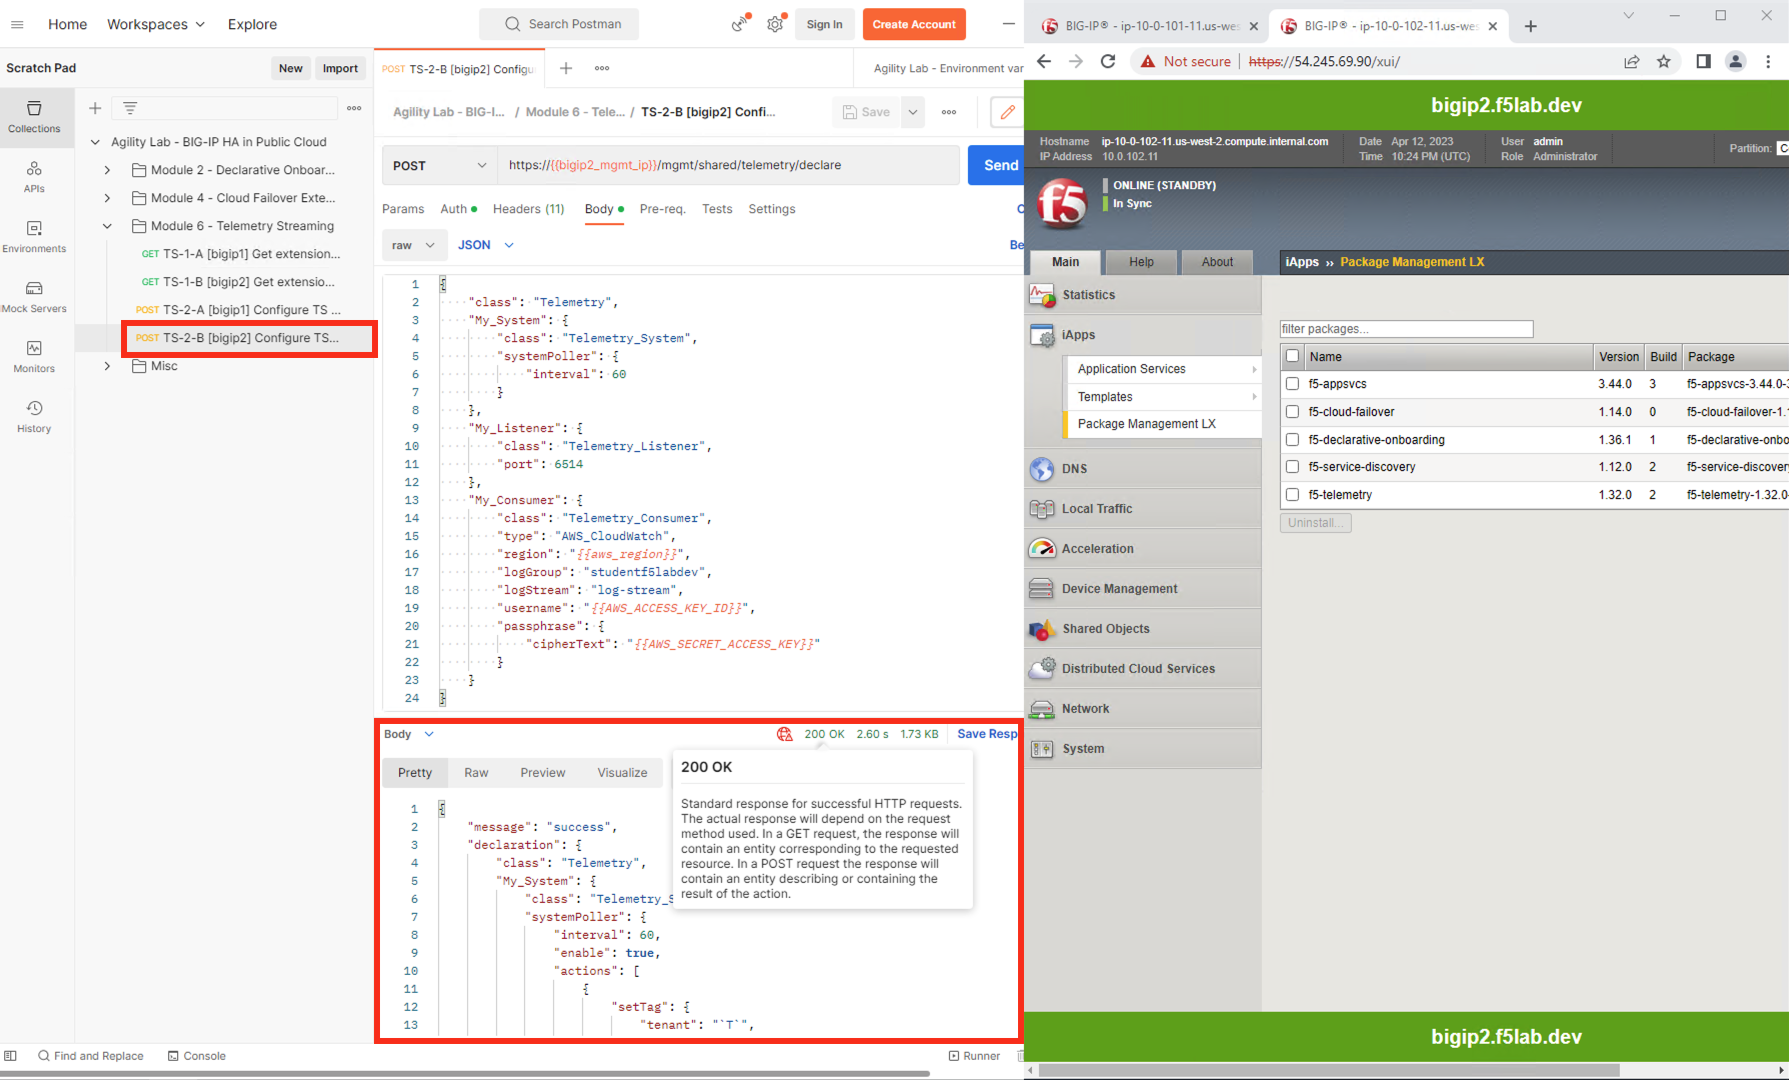 Home Workspaces Explore
Search Postman
Sign In
Create Account
Scratch Pad
New Import
Collections
APIs
Environments
Mock Servers
Monitors
History
Agility Lab - BIG-IP HA in Public Cloud
Module 2 - Declarative Onboar...
Module 4 - Cloud Failover Exte...
Module 6 - Telemetry Streaming
GET TS-1-A [bigip1] Get extension...
GET TS-1-B [bigip2] Get extensio...
POST TS-2-A [bigip1] Configure TS ...
POST TS-2-B [bigip2] Configure TS...
Misc
POST TS-2-B [bigip2] Configu
Agility Lab - Environment var
Agility Lab - BIG-I... / Module 6 - Tele... / TS-2-B [bigip2] Confi...
Save
POST
https://{{bigip2_mgmt_ip}}/mgmt/shared/telemetry/declare
Send
Params Auth Headers (11) Body Pre-req. Tests Settings
raw JSON
Be
1 {
2 "class": "Telemetry",
3 "My_System": {
4 "class": "Telemetry_System",
5 "systemPoller": {
6 "interval": 60
7 }
8 },
9 "My_Listener": {
10 "class": "Telemetry_Listener",
11 "port": 6514
12 },
13 "My_Consumer": {
14 "class": "Telemetry_Consumer",
15 "type": "AWS_CloudWatch",
16 "region": "{{aws_region}}",
17 "logGroup": "studentf5labdev",
18 "logStream": "log-stream",
19 "username": "{{AWS_ACCESS_KEY_ID}}",
20 "passphrase": {
21 "cipherText": "{{AWS_SECRET_ACCESS_KEY}}"
22 }
23 }
24 }
Body
200 OK 2.60 s 1.73 KB Save Resp
Pretty Raw Preview Visualize
200 OK
Standard response for successful HTTP requests.
The actual response will depend on the request
method used. In a GET request, the response will
contain an entity corresponding to the requested
resource. In a POST request the response will
contain an entity describing or containing the
result of the action.
1 {
2 "message": "success",
3 "declaration": {
4 "class": "Telemetry",
5 "My_System": {
6 "class": "Telemetry_S
7 "systemPoller": {
8 "interval": 60,
9 "enable": true,
10 "actions": [
11 {
12 "setTag": {
13 "tenant": "`T`",
Find and Replace Console
Runner
BIG-IP® - ip-10-0-101-11.us-wes
BIG-IP® - ip-10-0-102-11.us-wes
Not secure https://54.245.69.90/xui/
bigip2.f5lab.dev
Hostname ip-10-0-102-11.us-west-2.compute.internal.com
IP Address 10.0.102.11
Date Apr 12, 2023
Time 10:24 PM (UTC)
User admin
Role Administrator
Partition: C
f5
ONLINE (STANDBY)
In Sync
Main Help About
iApps ›› Package Management LX
Statistics
iApps
Application Services
Templates
Package Management LX
DNS
Local Traffic
Acceleration
Device Management
Shared Objects
Distributed Cloud Services
Network
System
filter packages...
Name Version Build Package
f5-appsvcs 3.44.0 3 f5-appsvcs-3.44.0-3
f5-cloud-failover 1.14.0 0 f5-cloud-failover-1.1
f5-declarative-onboarding 1.36.1 1 f5-declarative-onbo
f5-service-discovery 1.12.0 2 f5-service-discovery
f5-telemetry 1.32.0 2 f5-telemetry-1.32.0-
Uninstall...
bigip2.f5lab.dev